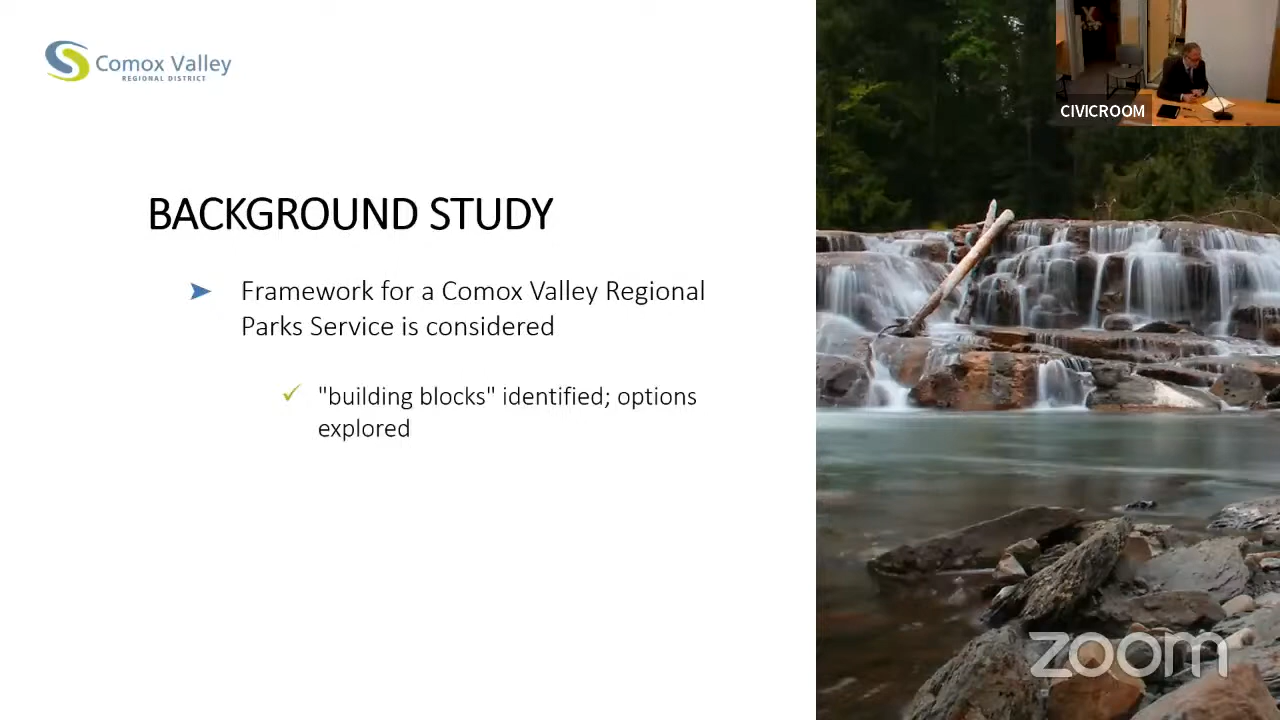 Comox Valley
REGIONAL DISTRICT
CIVICROOM
BACKGROUND STUDY
Framework for a Comox Valley Regional
Parks Service is considered
"building blocks" identified; options
explored
zoom